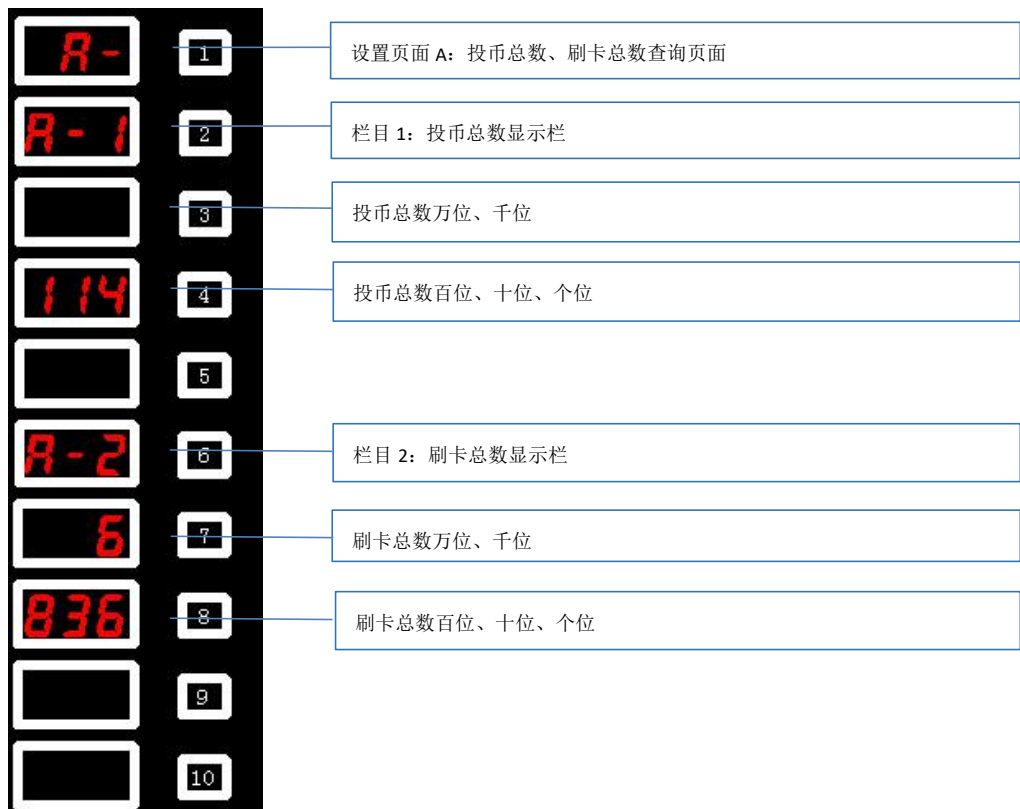 A- 1 设置页面 A：投币总数、刷卡总数查询页面
A-1 2 栏目 1：投币总数显示栏
3 投币总数万位、千位
114 4 投币总数百位、十位、个位
5
A-2 6 栏目 2：刷卡总数显示栏
6 7 刷卡总数万位、千位
836 8 刷卡总数百位、十位、个位
9
10